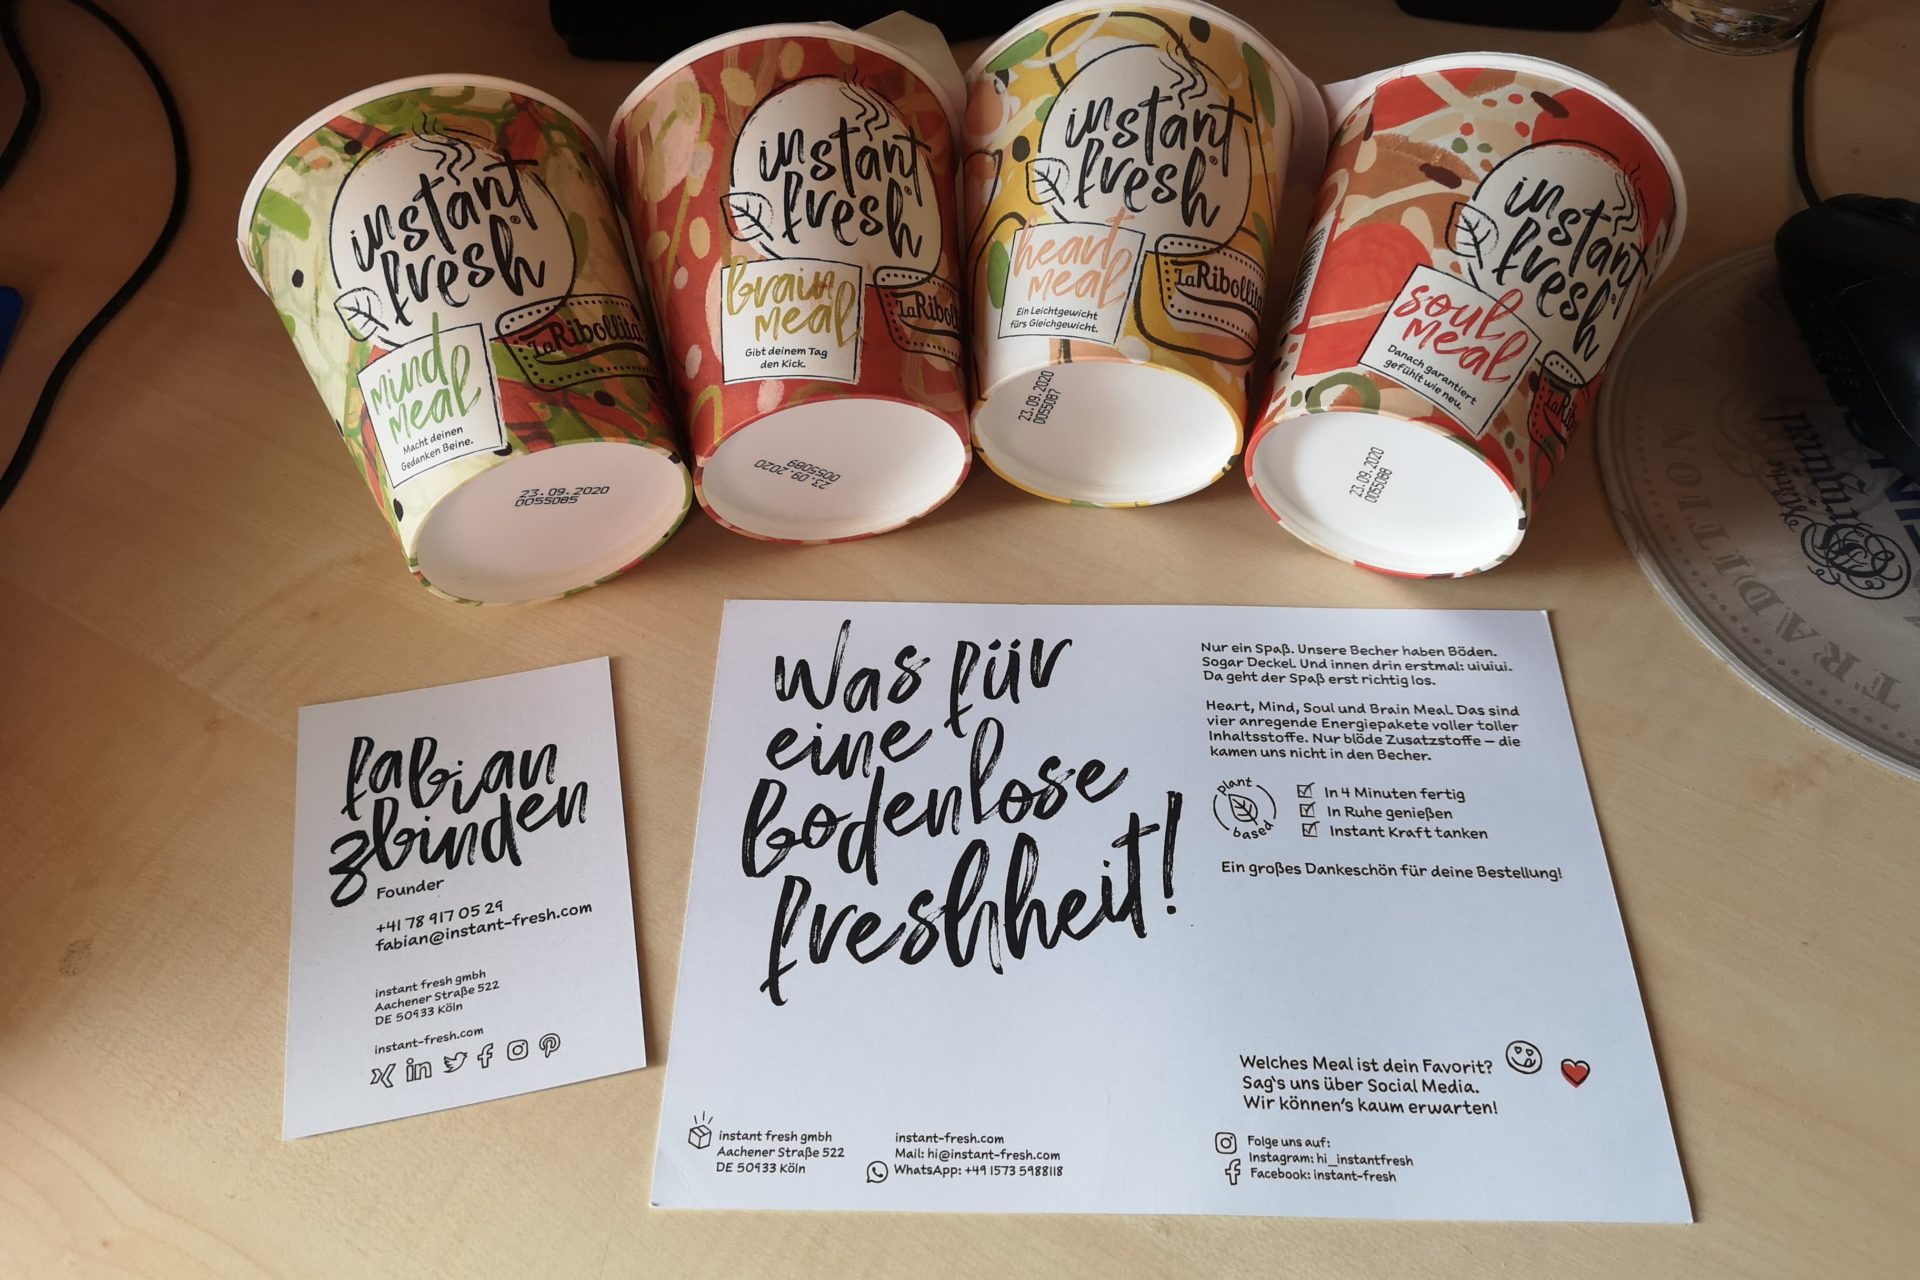 instant
fresh®
mind
meal
Macht deinen
Gedanken Beine.
LaRibollita
23.09.2020
0055085
instant
fresh®
brain
meal
Gibt deinem Tag
den Kick.
23.09.2020
0055089
instant
fresh®
heart
meal
Ein Leichtgewicht
fürs Gleichgewicht.
LaRibollita
23.09.2020
0055087
instant
fresh®
soul
meal
Danach garantiert
gefühlt wie neu.
23.09.2020
0055088
TRADITION
fabian
zbinden
Founder
+41 78 917 05 29
fabian@instant-fresh.com
instant fresh gmbh
Aachener Straße 522
DE 50933 Köln
instant-fresh.com
Was für
eine
bodenlose
freshheit!
Nur ein Spaß. Unsere Becher haben Böden.
Sogar Deckel. Und innen drin erstmal: uiuiui.
Da geht der Spaß erst richtig los.
Heart, Mind, Soul und Brain Meal. Das sind
vier anregende Energiepakete voller toller
Inhaltsstoffe. Nur blöde Zusatzstoffe – die
kamen uns nicht in den Becher.
plant
based
In 4 Minuten fertig
In Ruhe genießen
Instant Kraft tanken
Ein großes Dankeschön für deine Bestellung!
Welches Meal ist dein Favorit?
Sag's uns über Social Media.
Wir können's kaum erwarten!
instant fresh gmbh
Aachener Straße 522
DE 50933 Köln
instant-fresh.com
Mail: hi@instant-fresh.com
WhatsApp: +49 1573 5988118
Folge uns auf:
Instagram: hi_instantfresh
Facebook: instant-fresh